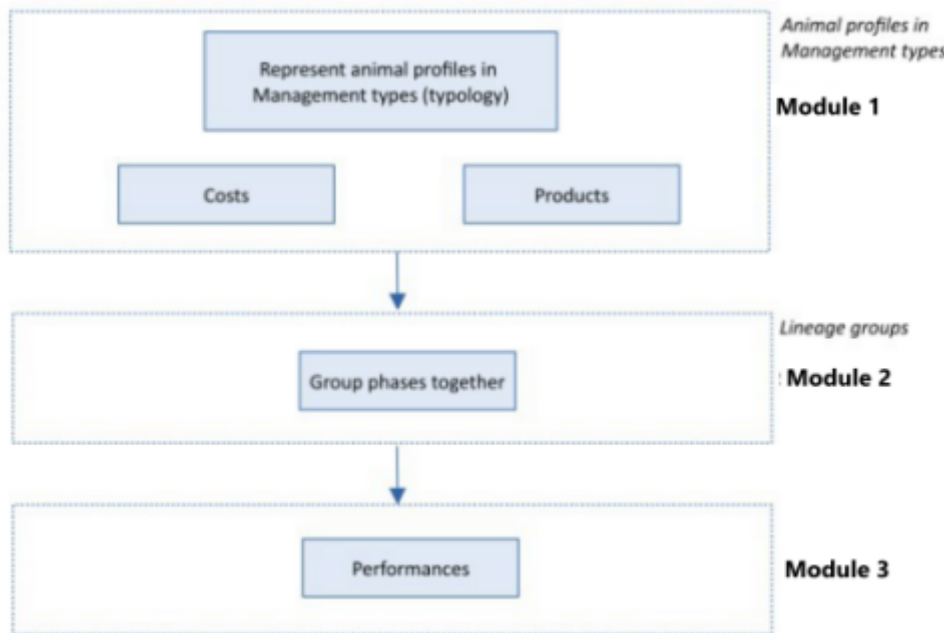 Animal profiles in
Management types
Represent animal profiles in
Management types (typology)
Module 1
Costs
Products
Lineage groups
Module 2
Group phases together
Module 3
Performances